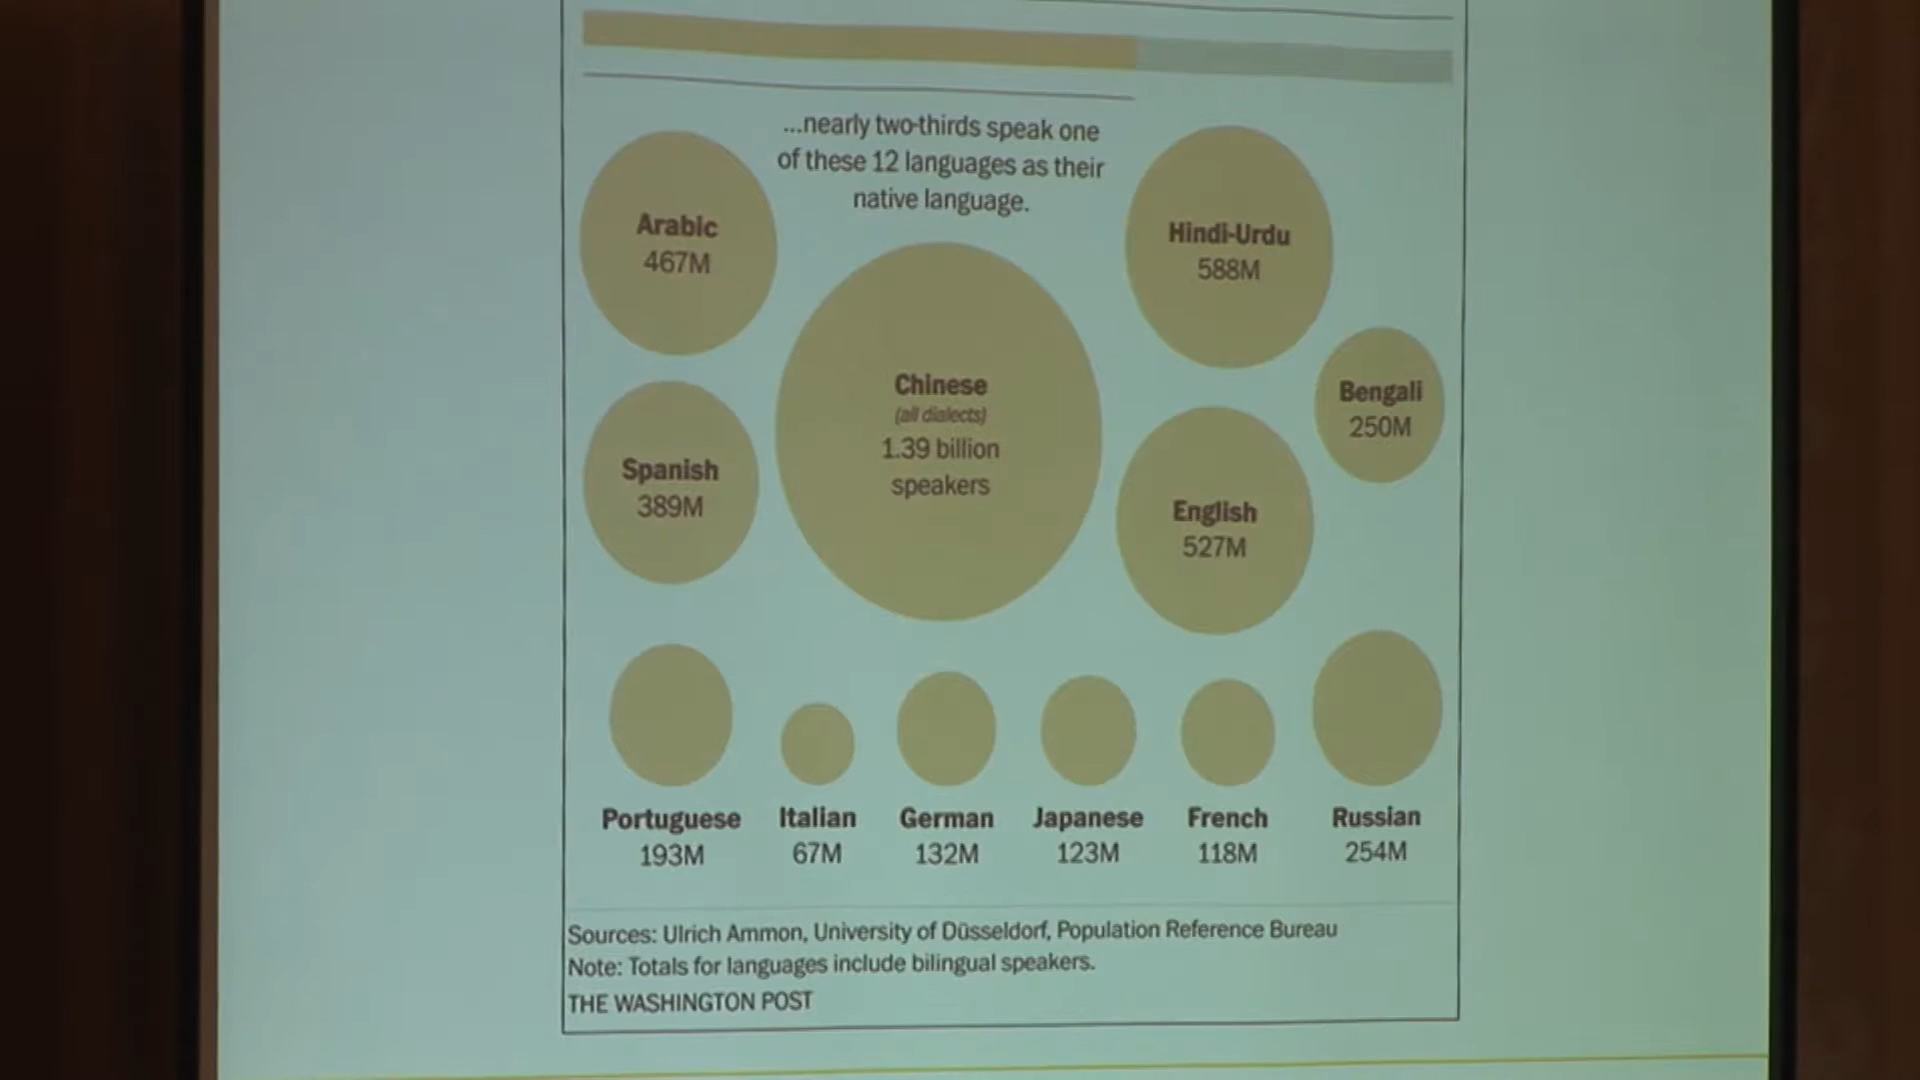 ...nearly two-thirds speak one
of these 12 languages as their
native language.
Arabic
467M
Hindi-Urdu
588M
Chinese
(all dialects)
1.39 billion
speakers
Bengali
250M
Spanish
389M
English
527M
Portuguese
193M
Italian
67M
German
132M
Japanese
123M
French
118M
Russian
254M
Sources: Ulrich Ammon, University of Düsseldorf, Population Reference Bureau
Note: Totals for languages include bilingual speakers.
THE WASHINGTON POST